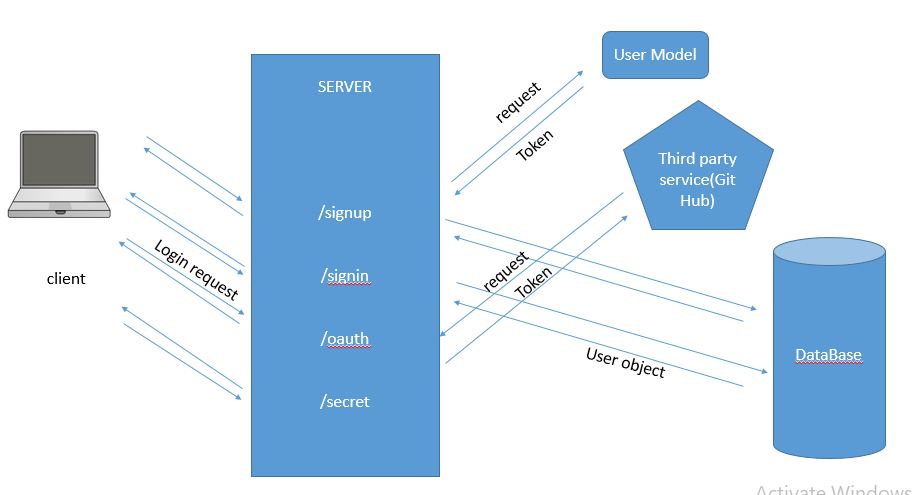 SERVER
User Model
request
Token
Third party
service(Git
Hub)
/signup
Login request
/signin
client
request
Token
/oauth
DataBase
User object
/secret
Activate Windows